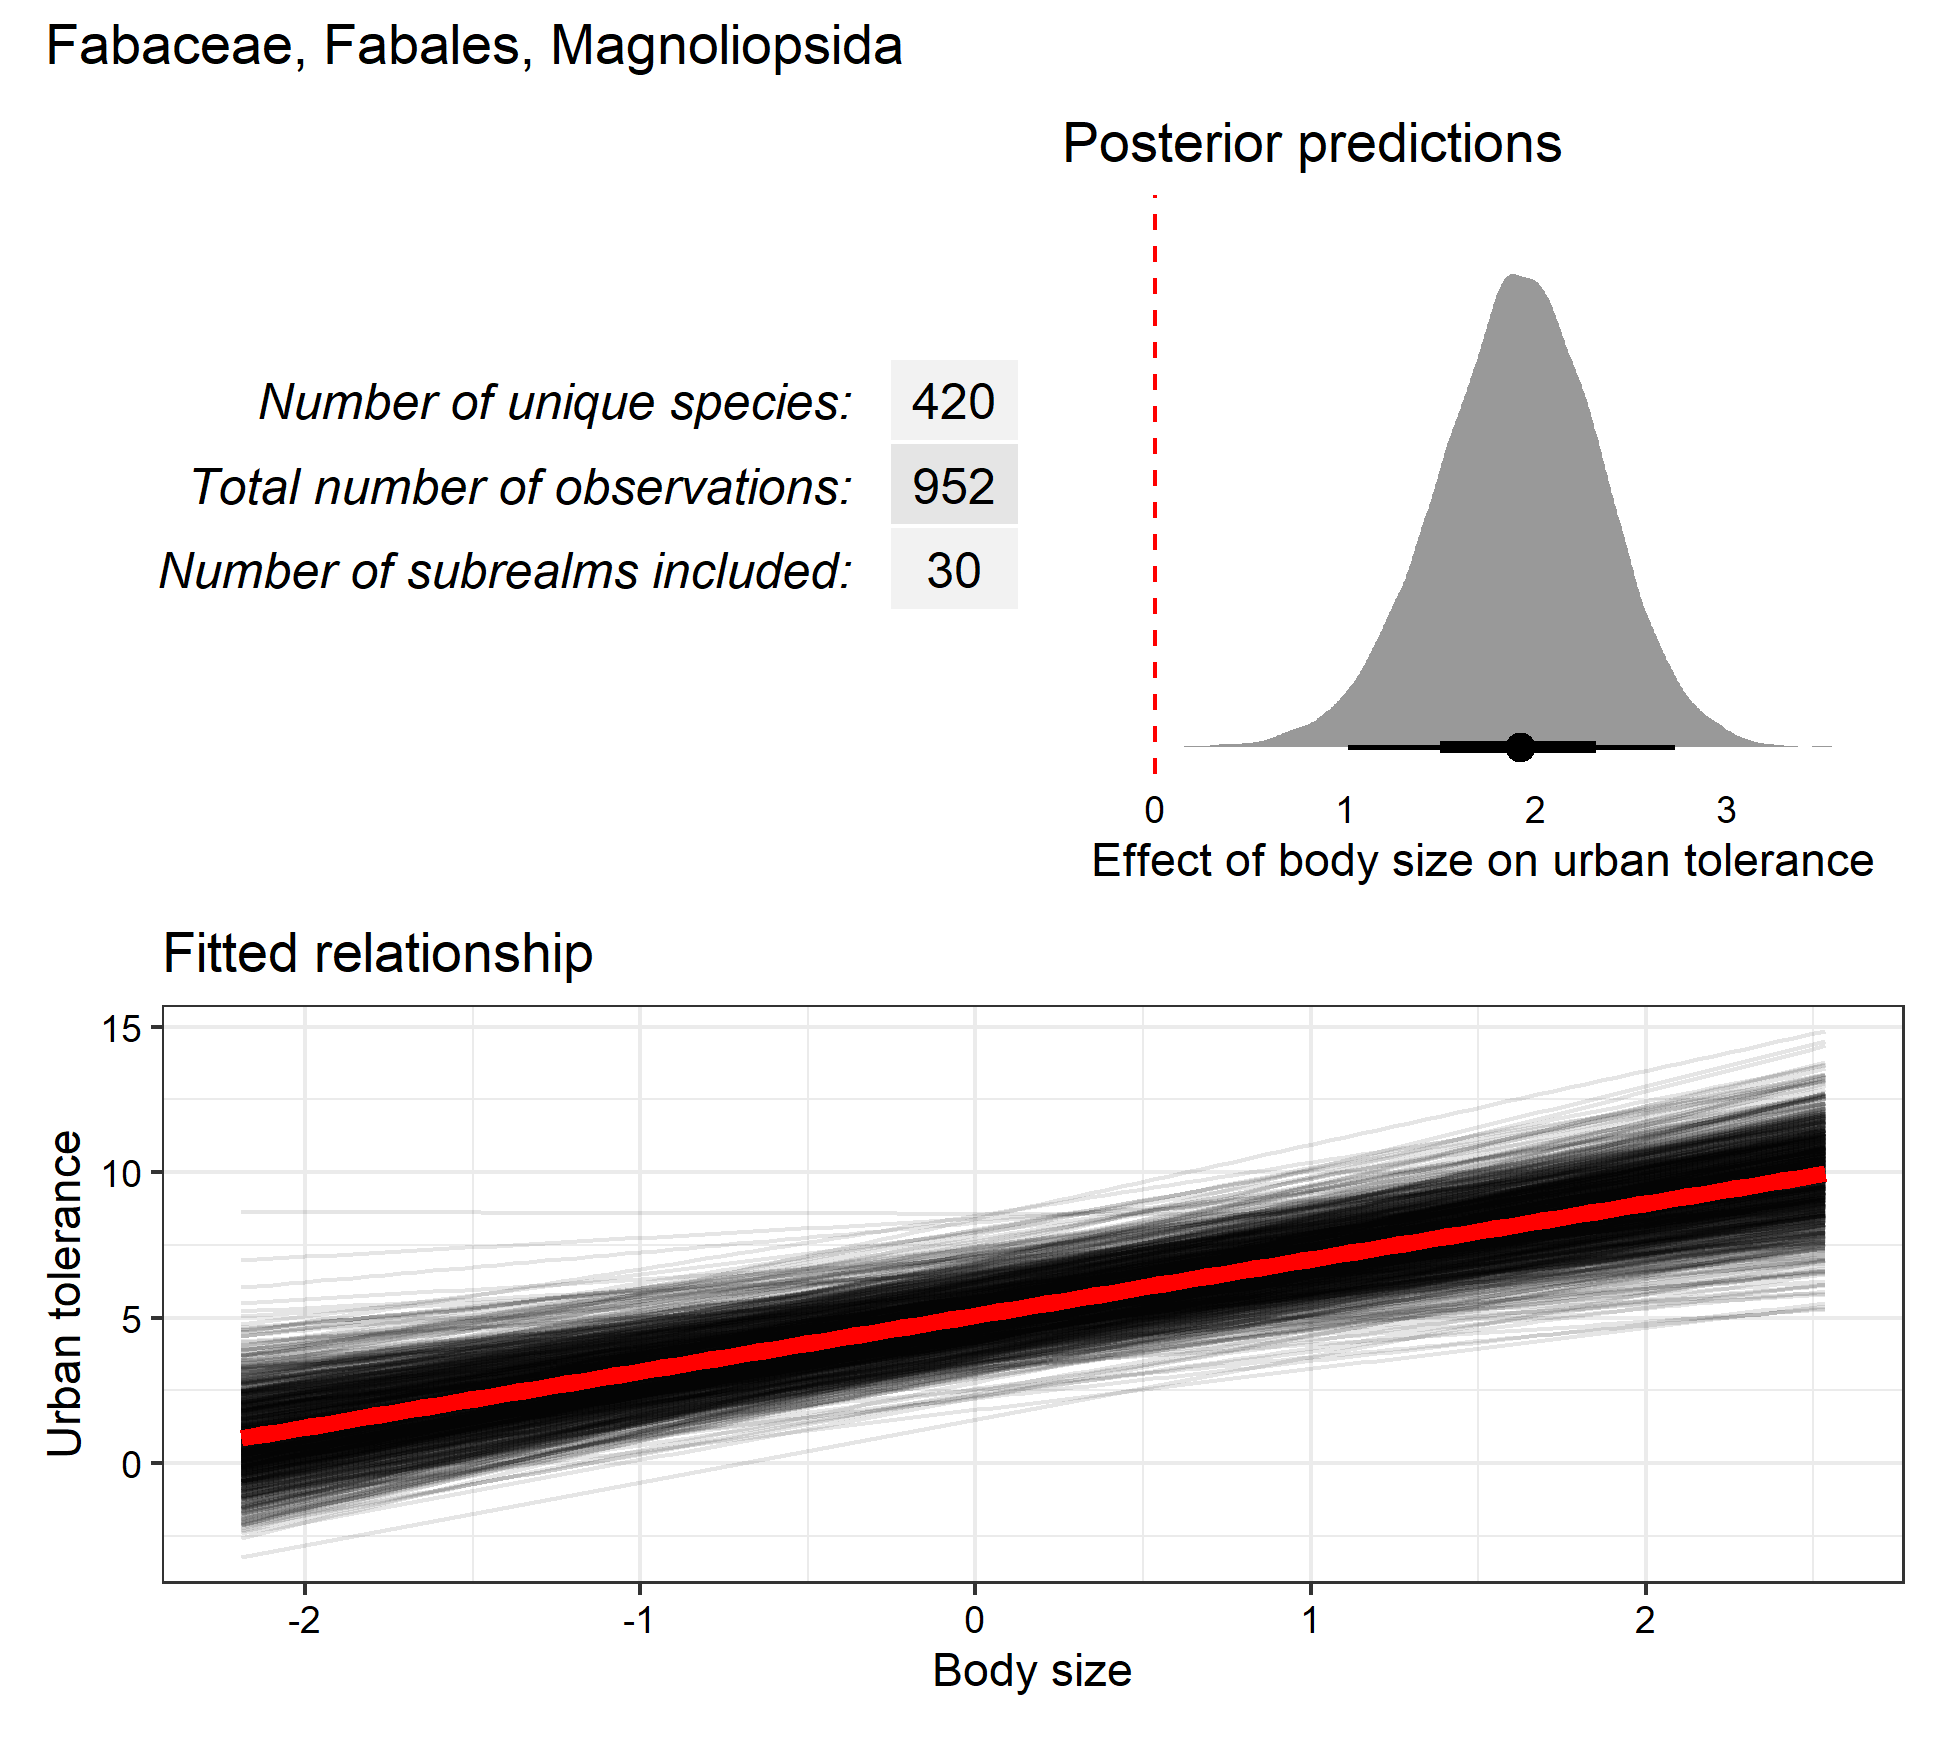 Fabaceae, Fabales, Magnoliopsida
Posterior predictions
Number of unique species: 420
Total number of observations: 952
Number of subrealms included: 30
0 1 2 3
Effect of body size on urban tolerance
Fitted relationship
15
10
5
0
Urban tolerance
-2 -1 0 1 2
Body size